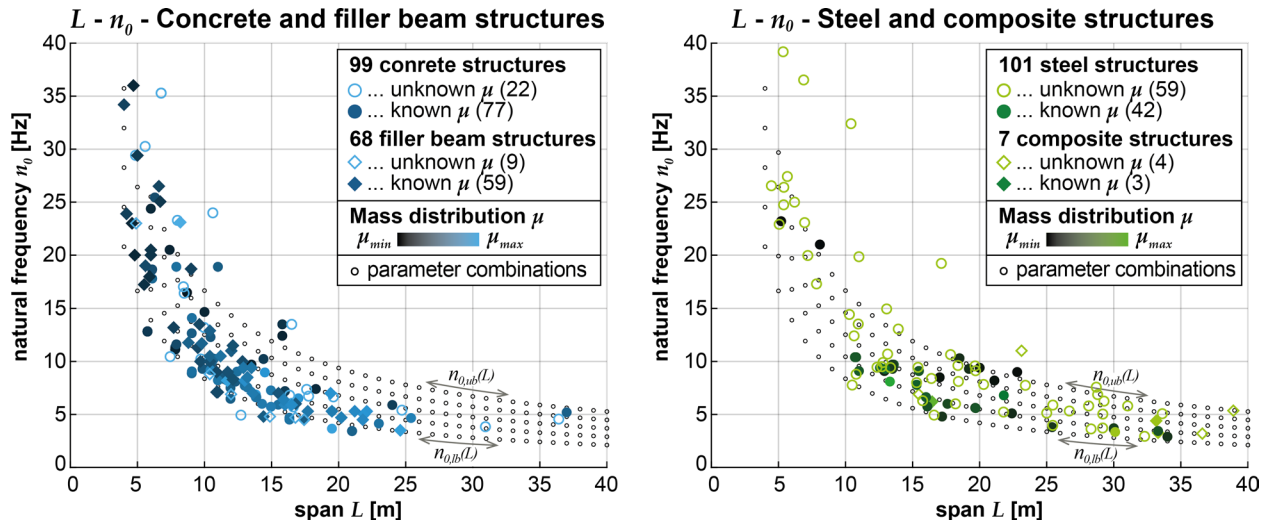 L - n0 - Concrete and filler beam structures
natural frequency n0 [Hz]
40
35
30
25
20
15
10
5
0
99 conrete structures
... unknown μ (22)
... known μ (77)
68 filler beam structures
... unknown μ (9)
... known μ (59)
Mass distribution μ
μmin μmax
parameter combinations
n0,ub(L)
n0,lb(L)
0 5 10 15 20 25 30 35 40
span L [m]
L - n0 - Steel and composite structures
natural frequency n0 [Hz]
40
35
30
25
20
15
10
5
0
101 steel structures
... unknown μ (59)
... known μ (42)
7 composite structures
... unknown μ (4)
... known μ (3)
Mass distribution μ
μmin μmax
parameter combinations
n0,ub(L)
n0,lb(L)
0 5 10 15 20 25 30 35 40
span L [m]